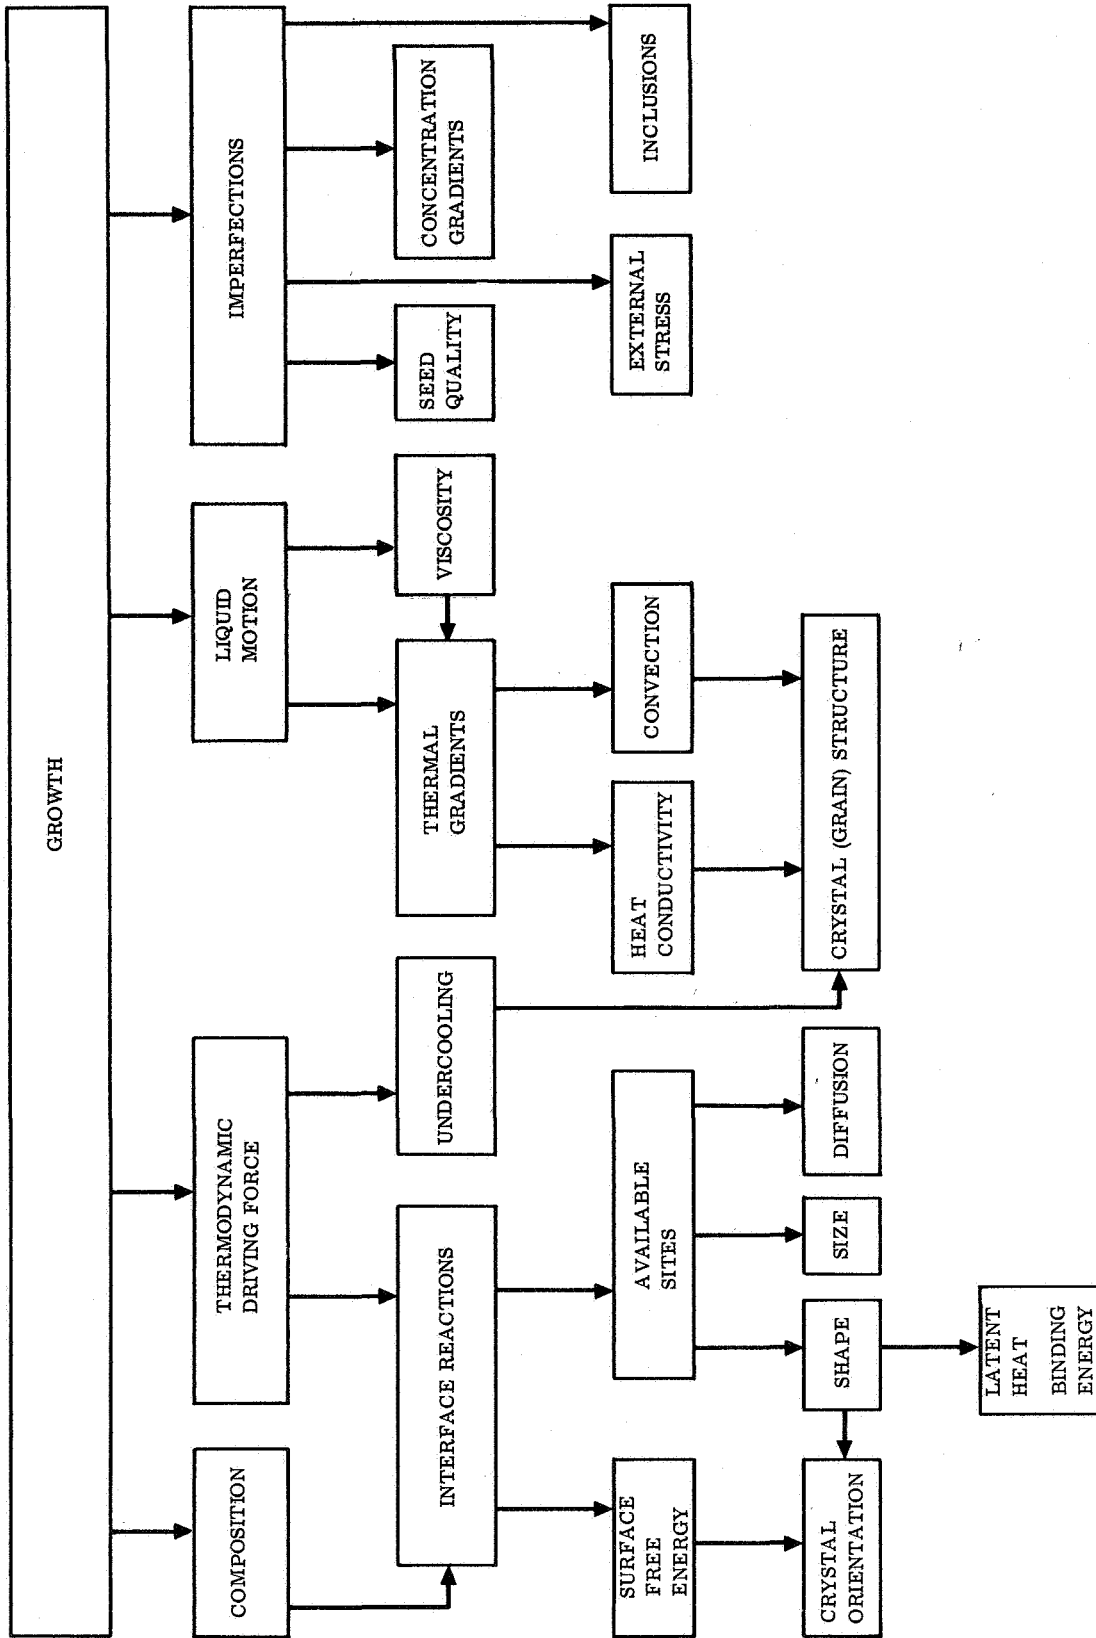 GROWTH
COMPOSITION
THERMODYNAMIC
DRIVING FORCE
LIQUID
MOTION
IMPERFECTIONS
INTERFACE REACTIONS
UNDERCOOLING
THERMAL
GRADIENTS
VISCOSITY
SEED
QUALITY
CONCENTRATION
GRADIENTS
SURFACE
FREE
ENERGY
AVAILABLE
SITES
HEAT
CONDUCTIVITY
CONVECTION
EXTERNAL
STRESS
INCLUSIONS
CRYSTAL
ORIENTATION
SHAPE
SIZE
DIFFUSION
CRYSTAL (GRAIN) STRUCTURE
LATENT
HEAT
BINDING
ENERGY